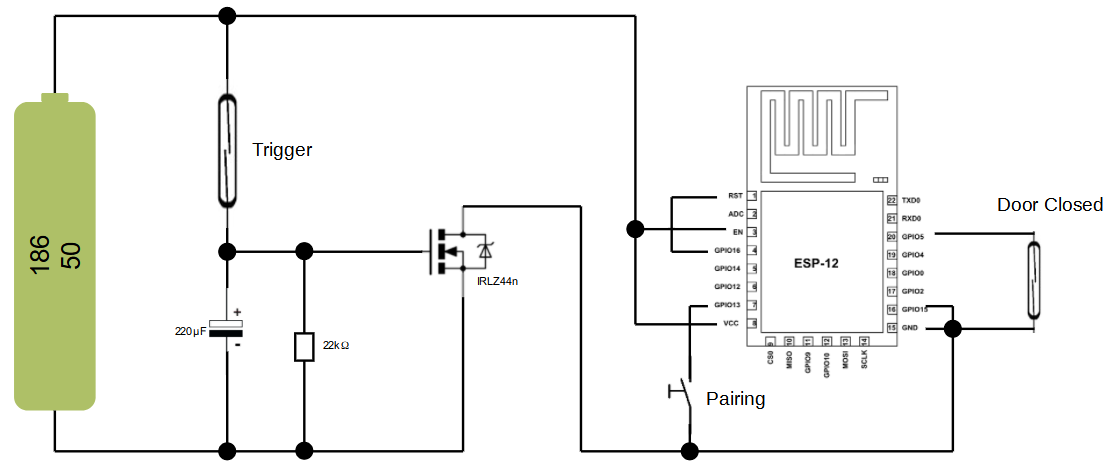 186
50
Trigger
+
220µF
-
22kΩ
IRLZ44n
RST 1
ADC 2
EN 3
GPIO16 4
GPIO14 5
GPIO12 6
GPIO13 7
VCC 8
ESP-12
22 TXD0
21 RXD0
20 GPIO5
19 GPIO4
18 GPIO0
17 GPIO2
16 GPIO15
15 GND
9 CS0
10 MISO
11 GPIO9
12 GPIO10
13 MOSI
14 SCLK
Door Closed
Pairing